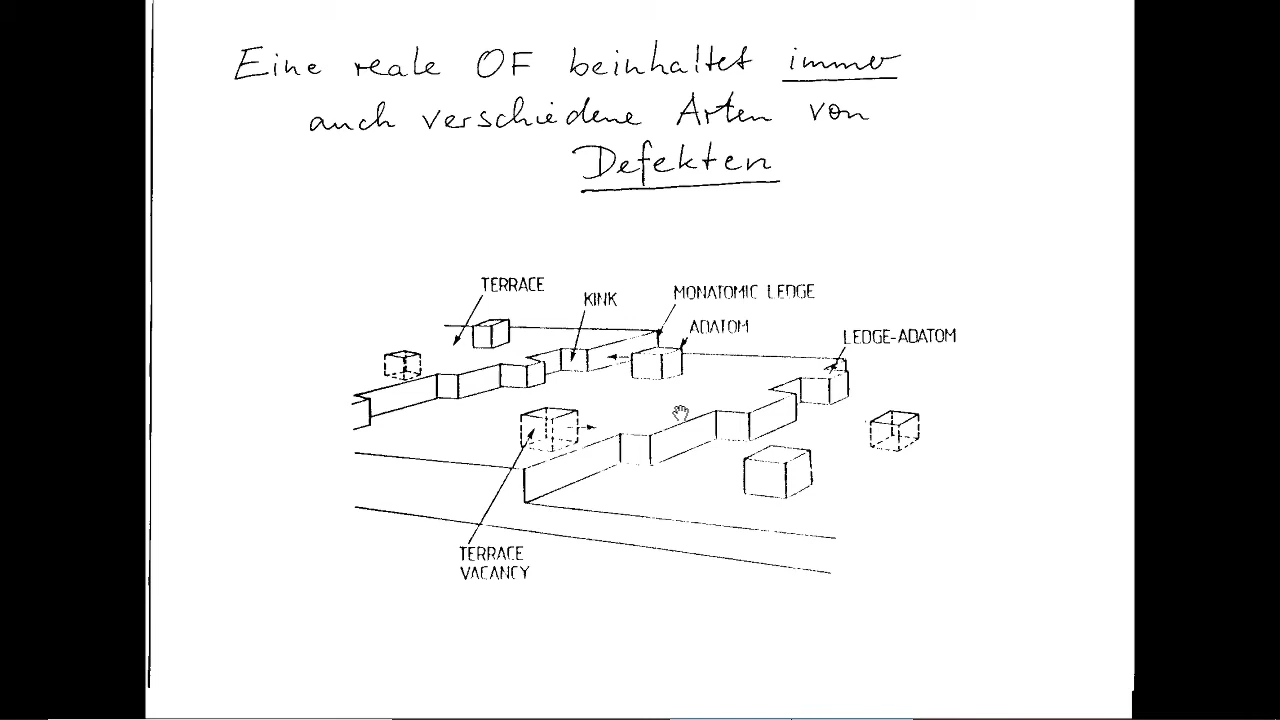 Eine reale OF beinhaltet immer
auch verschiedene Arten von
Defekten
TERRACE
KINK
MONATOMIC LEDGE
ADATOM
LEDGE-ADATOM
TERRACE
VACANCY